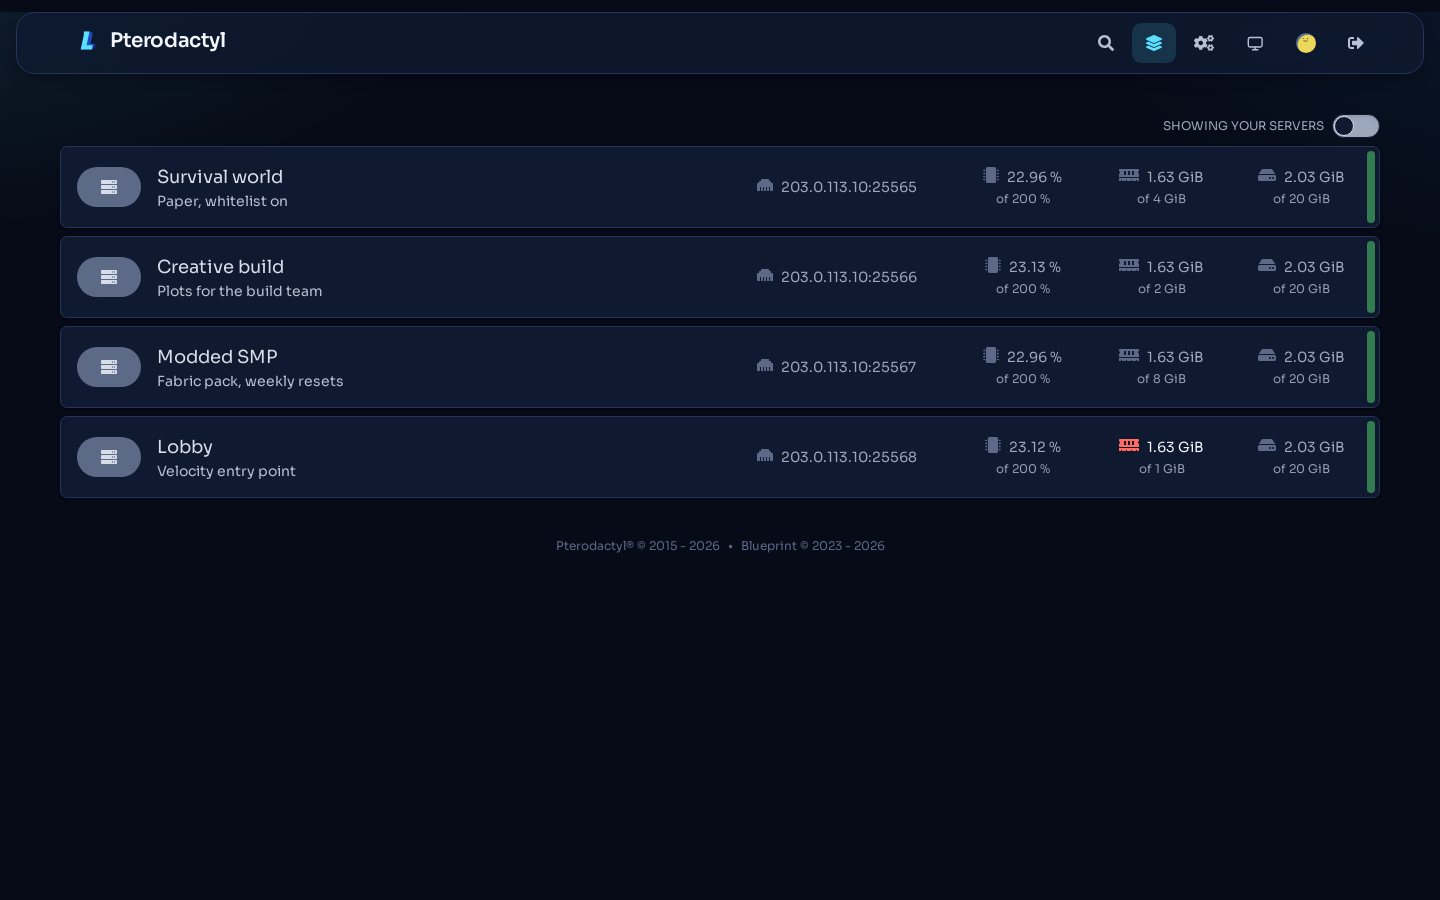 Pterodactyl
SHOWING YOUR SERVERS
Survival world
Paper, whitelist on
203.0.113.10:25565
22.96 %
of 200 %
1.63 GiB
of 4 GiB
2.03 GiB
of 20 GiB
Creative build
Plots for the build team
203.0.113.10:25566
23.13 %
of 200 %
1.63 GiB
of 2 GiB
2.03 GiB
of 20 GiB
Modded SMP
Fabric pack, weekly resets
203.0.113.10:25567
22.96 %
of 200 %
1.63 GiB
of 8 GiB
2.03 GiB
of 20 GiB
Lobby
Velocity entry point
203.0.113.10:25568
23.12 %
of 200 %
1.63 GiB
of 1 GiB
2.03 GiB
of 20 GiB
Pterodactyl® © 2015 - 2026 • Blueprint © 2023 - 2026